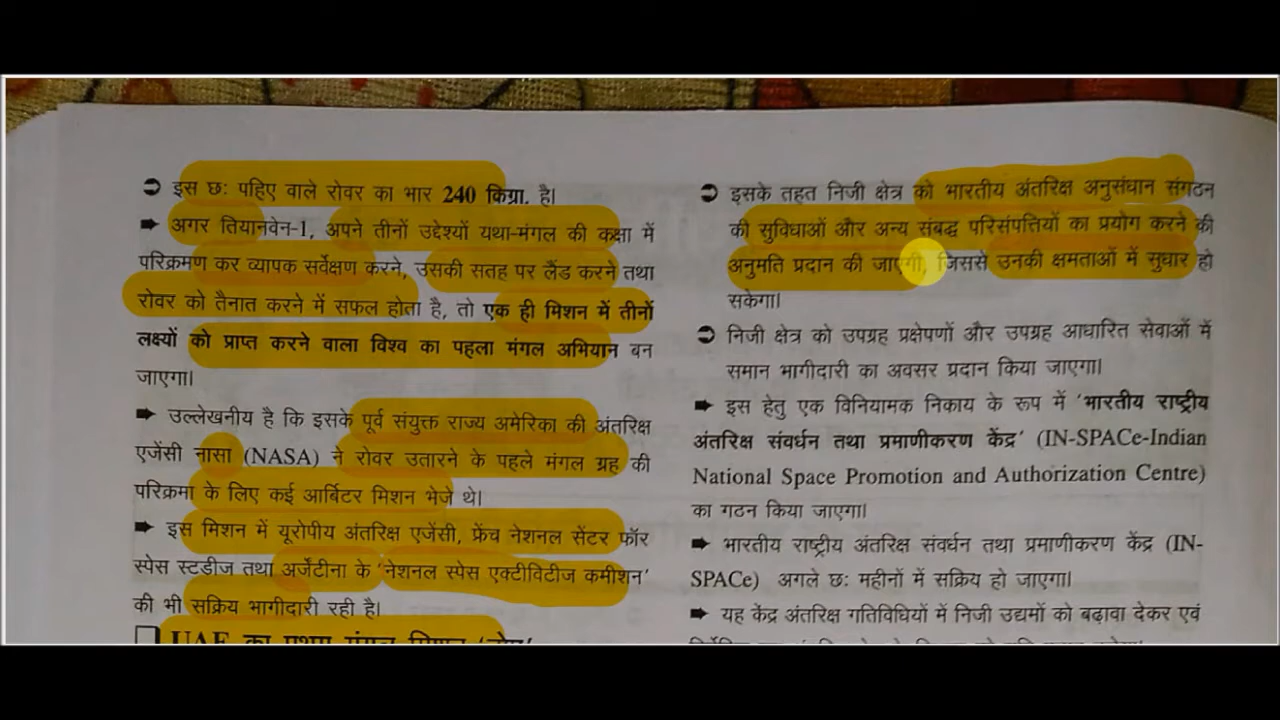 ➲ इस छः पहिए वाले रोवर का भार 240 किग्रा. है।
➡ अगर तियानवेन-1, अपने तीनों उद्देश्यों यथा-मंगल की कक्षा में
परिक्रमण कर व्यापक सर्वेक्षण करने, उसकी सतह पर लैंड करने तथा
रोवर को तैनात करने में सफल होता है, तो एक ही मिशन में तीनों
लक्ष्यों को प्राप्त करने वाला विश्व का पहला मंगल अभियान बन
जाएगा।
➡ उल्लेखनीय है कि इसके पूर्व संयुक्त राज्य अमेरिका की अंतरिक्ष
एजेंसी नासा (NASA) ने रोवर उतारने के पहले मंगल ग्रह की
परिक्रमा के लिए कई आर्बिटर मिशन भेजे थे।
➡ इस मिशन में यूरोपीय अंतरिक्ष एजेंसी, फ्रेंच नेशनल सेंटर फॉर
स्पेस स्टडीज तथा अर्जेंटीना के 'नेशनल स्पेस एक्टीविटीज कमीशन'
की भी सक्रिय भागीदारी रही है।
UAE का प्रथम मंगल मिशन 'होप'
➲ इसके तहत निजी क्षेत्र को भारतीय अंतरिक्ष अनुसंधान संगठन
की सुविधाओं और अन्य संबद्ध परिसंपत्तियों का प्रयोग करने की
अनुमति प्रदान की जाएगी, जिससे उनकी क्षमताओं में सुधार हो
सकेगा।
➲ निजी क्षेत्र को उपग्रह प्रक्षेपणों और उपग्रह आधारित सेवाओं में
समान भागीदारी का अवसर प्रदान किया जाएगा।
➡ इस हेतु एक विनियामक निकाय के रूप में 'भारतीय राष्ट्रीय
अंतरिक्ष संवर्धन तथा प्रमाणीकरण केंद्र' (IN-SPACe-Indian
National Space Promotion and Authorization Centre)
का गठन किया जाएगा।
➡ भारतीय राष्ट्रीय अंतरिक्ष संवर्धन तथा प्रमाणीकरण केंद्र (IN-
SPACe) अगले छः महीनों में सक्रिय हो जाएगा।
➡ यह केंद्र अंतरिक्ष गतिविधियों में निजी उद्यमों को बढ़ावा देकर एवं